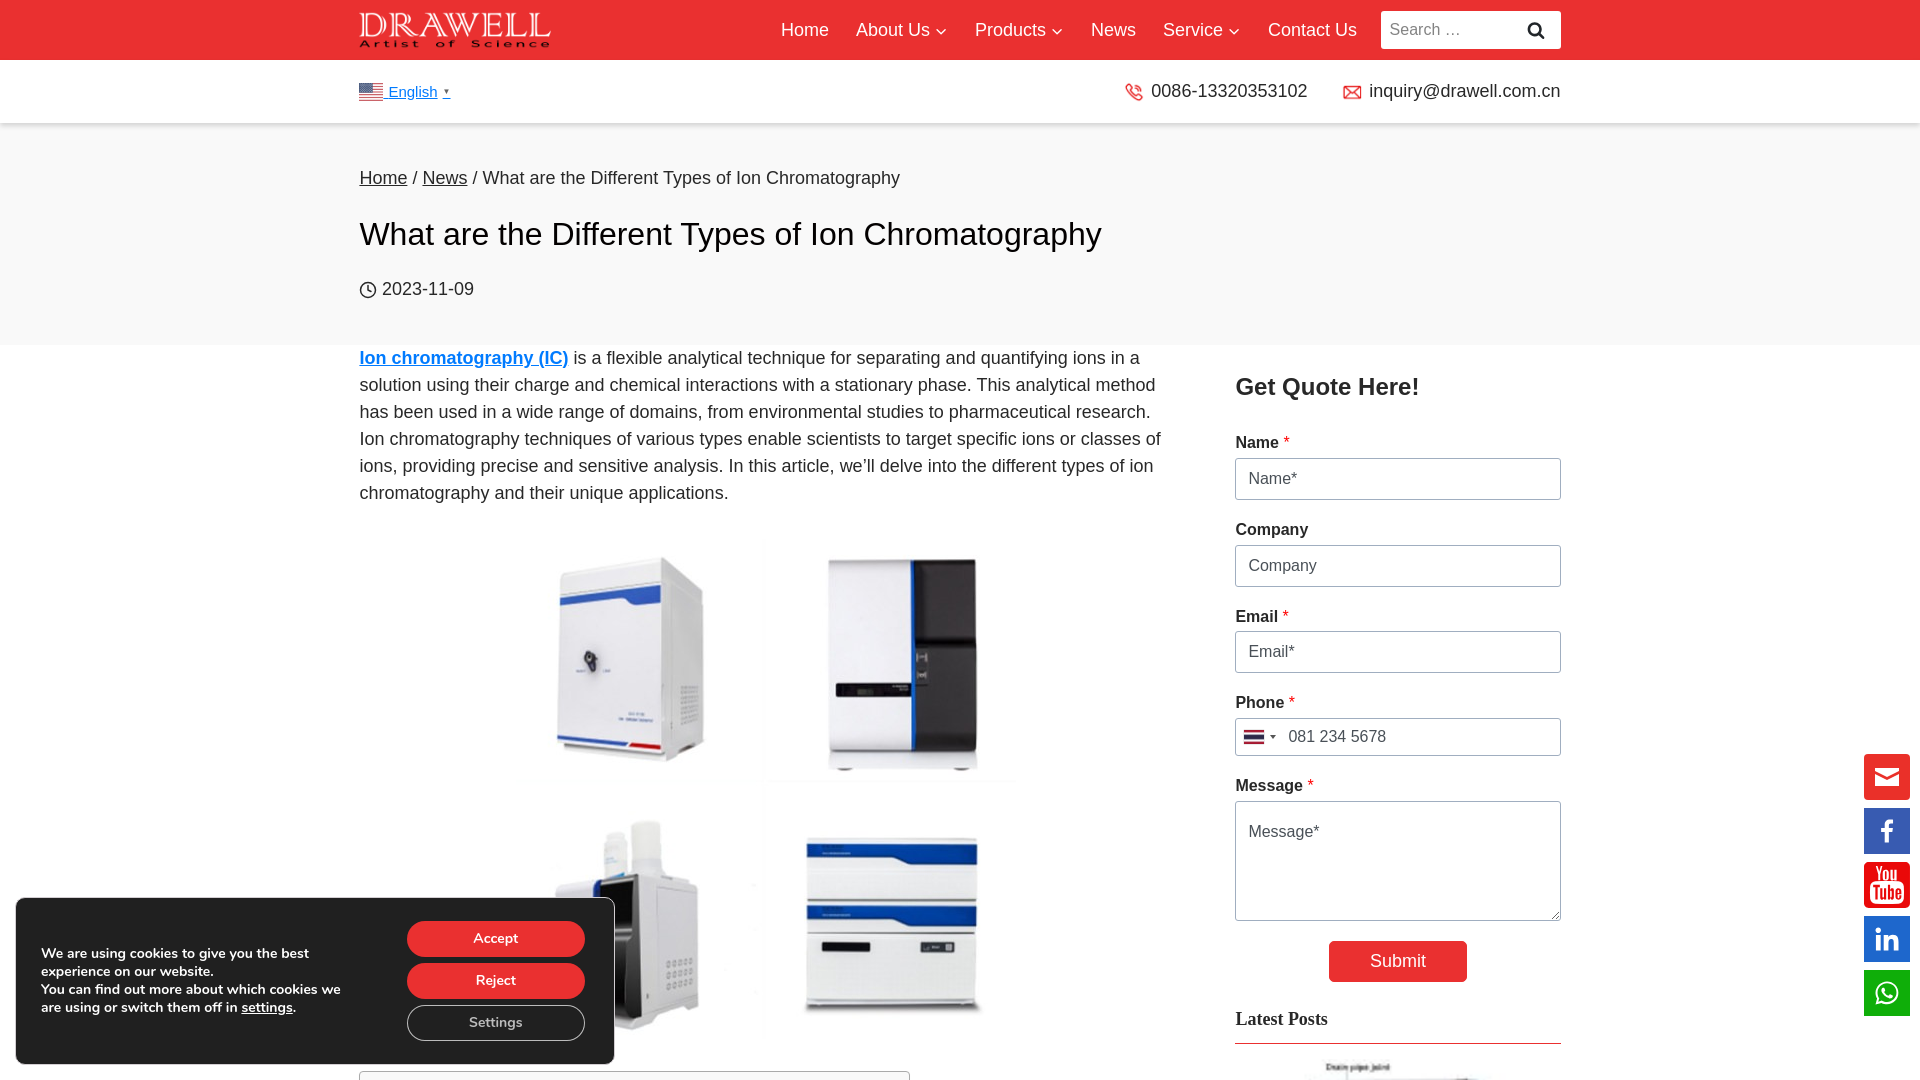 DRAWELL
Artist of Science
Home About Us Products News Service Contact Us Search …
English ▼
0086-13320353102 inquiry@drawell.com.cn
Home / News / What are the Different Types of Ion Chromatography
What are the Different Types of Ion Chromatography
2023-11-09
Ion chromatography (IC) is a flexible analytical technique for separating and quantifying ions in a
solution using their charge and chemical interactions with a stationary phase. This analytical method
has been used in a wide range of domains, from environmental studies to pharmaceutical research.
Ion chromatography techniques of various types enable scientists to target specific ions or classes of
ions, providing precise and sensitive analysis. In this article, we’ll delve into the different types of ion
chromatography and their unique applications.
Get Quote Here!
Name *
Name*
Company
Company
Email *
Email*
Phone *
081 234 5678
Message *
Message*
Submit
Latest Posts
Drain pipe joint
You
Tube
in
We are using cookies to give you the best
experience on our website.
You can find out more about which cookies we
are using or switch them off in settings.
Accept
Reject
Settings